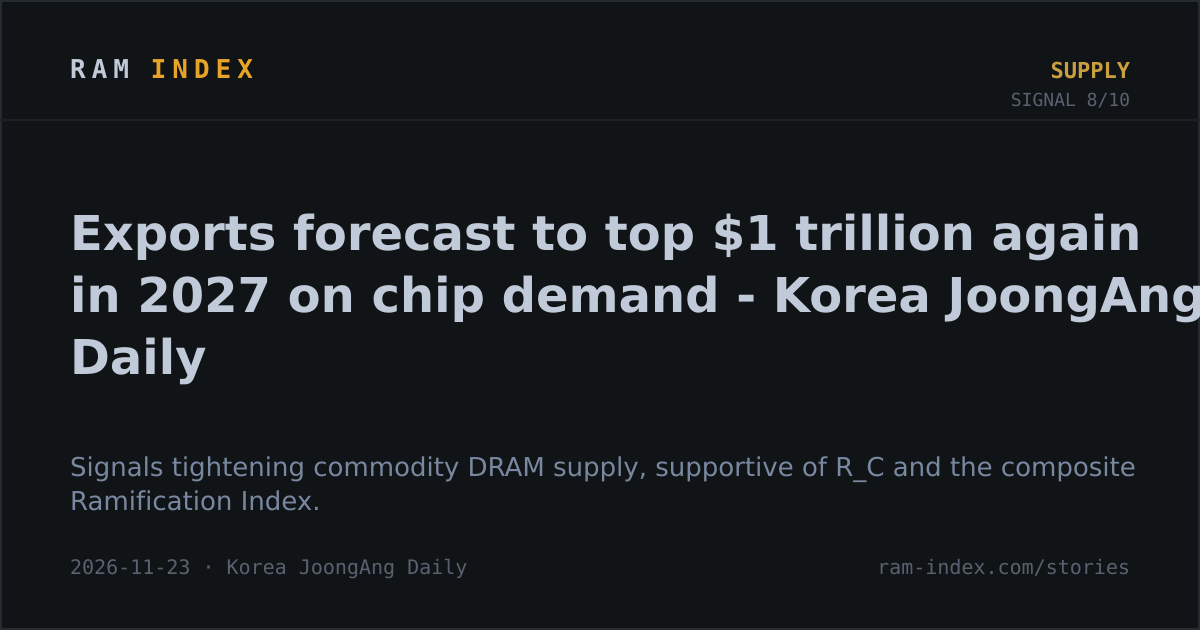 RAM INDEX
SUPPLY
SIGNAL 8/10
Exports forecast to top $1 trillion again
in 2027 on chip demand - Korea JoongAng
Daily
Signals tightening commodity DRAM supply, supportive of R_C and the composite
Ramification Index.
2026-11-23 · Korea JoongAng Daily
ram-index.com/stories